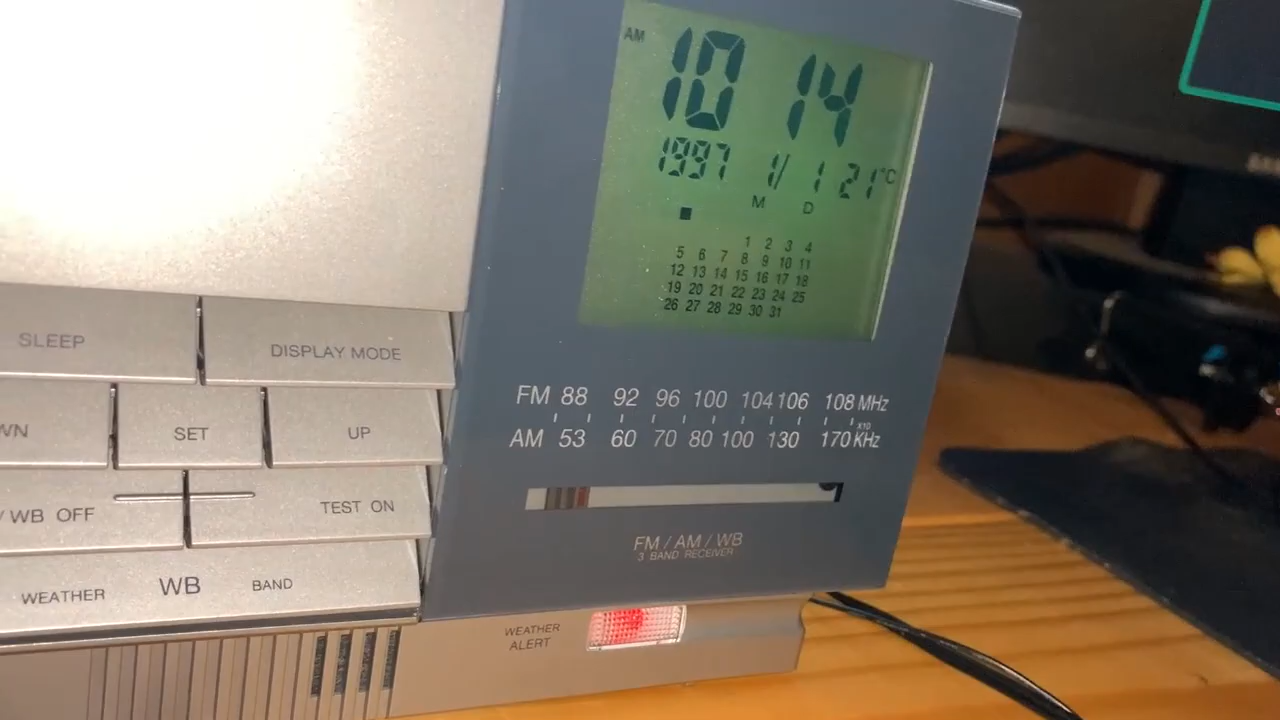 AM
10 14
1997 1/ 1 21°C
M D
1 2 3 4
5 6 7 8 9 10 11
12 13 14 15 16 17 18
19 20 21 22 23 24 25
26 27 28 29 30 31
SLEEP
DISPLAY MODE
WN
SET
UP
/ WB OFF
TEST ON
WEATHER WB BAND
FM 88 92 96 100 104 106 108 MHz
X10
AM 53 60 70 80 100 130 170 KHz
FM / AM / WB
3 BAND RECEIVER
WEATHER
ALERT